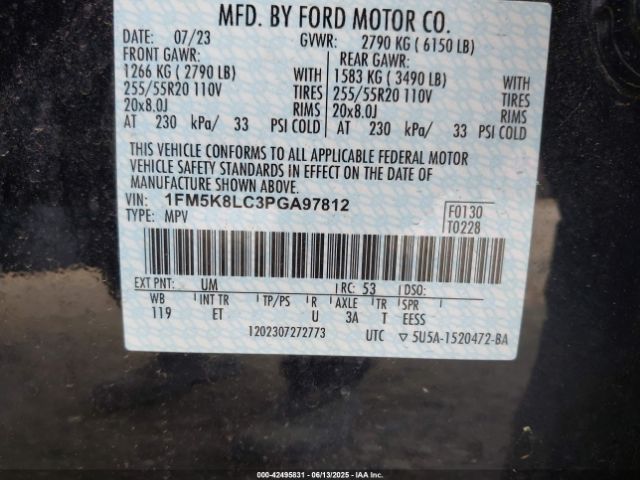 MFD. BY FORD MOTOR CO.
DATE: 07/23 GVWR: 2790 KG ( 6150 LB)
FRONT GAWR: REAR GAWR:
1266 KG ( 2790 LB) 1583 KG ( 3490 LB)
255/55R20 110V TIRES 255/55R20 110V TIRES
20x8.0J RIMS 20x8.0J RIMS
AT 230 kPa/ 33 PSI COLD AT 230 kPa/ 33 PSI COLD
THIS VEHICLE CONFORMS TO ALL APPLICABLE FEDERAL MOTOR
VEHICLE SAFETY STANDARDS IN EFFECT ON THE DATE OF
MANUFACTURE SHOWN ABOVE.
VIN: 1FM5K8LC3PGA97812 F0130
TYPE: MPV T0228
EXT PNT: UM RC: 53 DSO:
WB INT TR TP/PS R AXLE TR SPR
119 ET U 3A T EESS
1202307272773 UTC ▽ 5U5A-1520472-BA
000-42495831 - 06/13/2025 - IAAI.CA